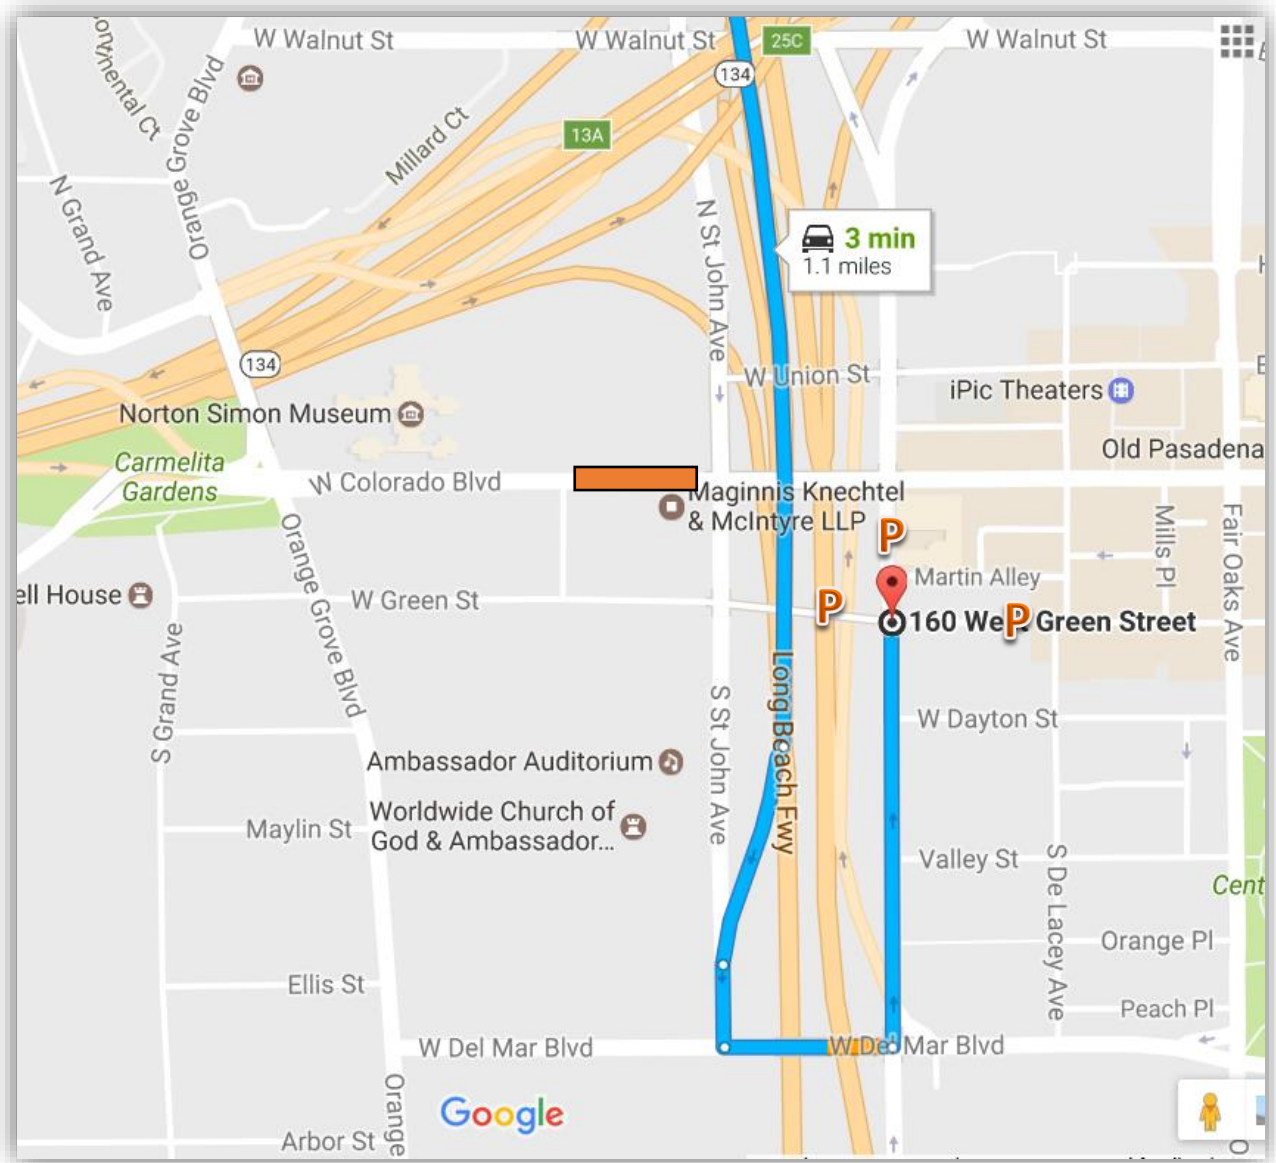 W Walnut St
W Walnut St
25C
W Walnut St
134
Orange Grove Blvd
13A
Millard Ct
N Grand Ave
N St John Ave
3 min
1.1 miles
134
W Union St
iPic Theaters
Norton Simon Museum
Old Pasadena
Carmelita
Gardens
W Colorado Blvd
Maginnis Knechtel
& McIntyre LLP
Mills Pl
Fair Oaks Ave
P
Orange Grove Blvd
Martin Alley
ell House
W Green St
P
160 We
P
Green Street
S Grand Ave
Long Beach Fwy
S St John Ave
W Dayton St
Ambassador Auditorium
Worldwide Church of
God & Ambassador...
Maylin St
Valley St
S De Lacey Ave
Cent
Orange Pl
Ellis St
Peach Pl
W Del Mar Blvd
W Del Mar Blvd
Orange
Google
Arbor St